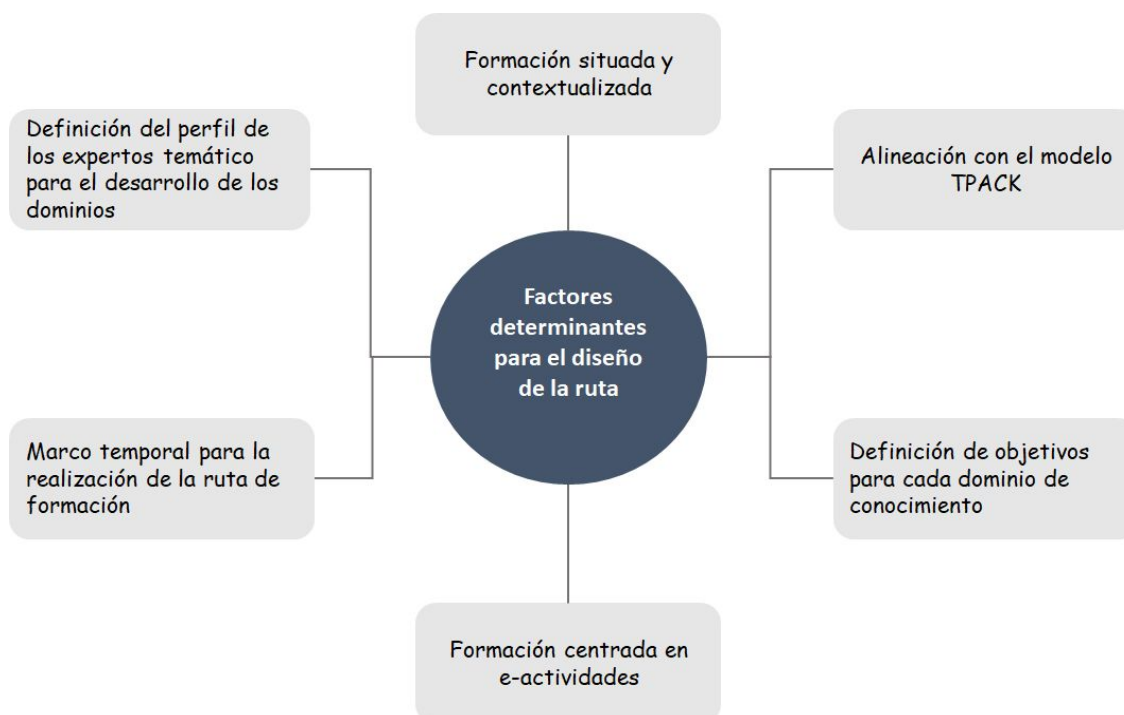 Formación situada y
contextualizada
Definición del perfil de
los expertos temático
para el desarrollo de los
dominios
Alineación con el modelo
TPACK
Factores
determinantes
para el diseño
de la ruta
Marco temporal para la
realización de la ruta de
formación
Definición de objetivos
para cada dominio de
conocimiento
Formación centrada en
e-actividades